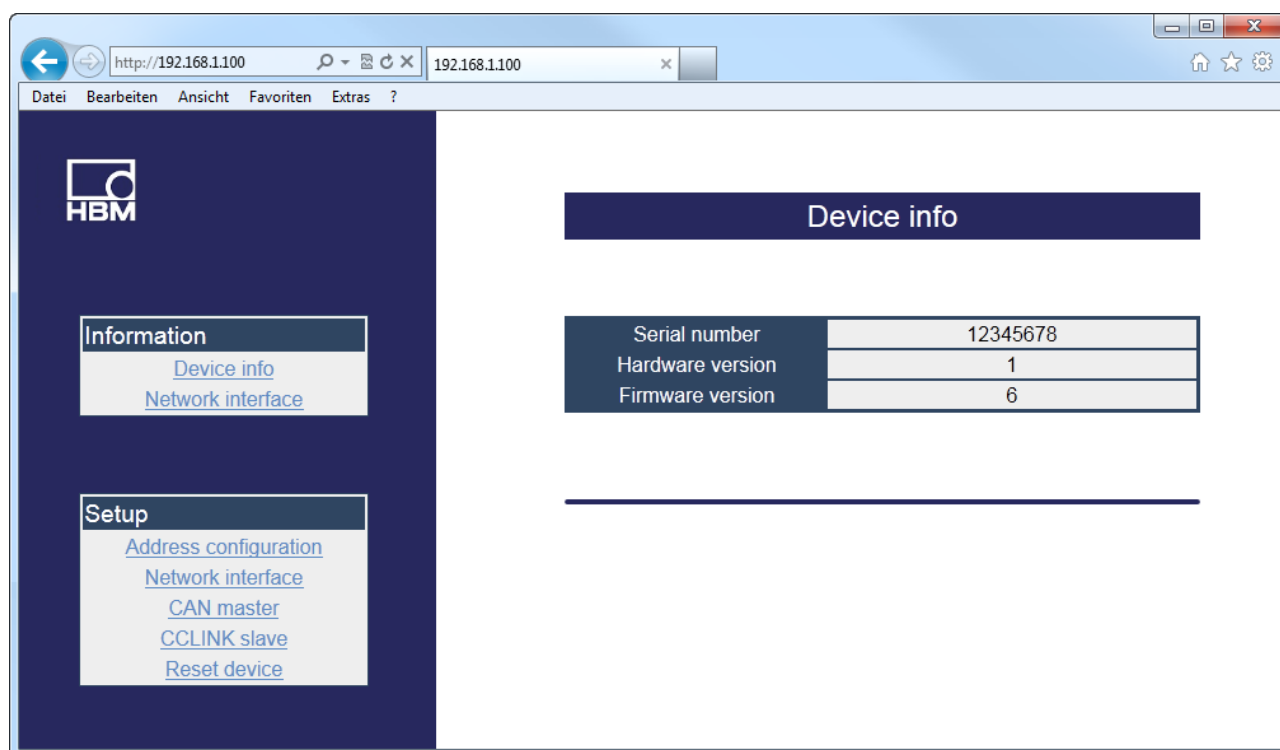 http://192.168.1.100
192.168.1.100
Datei Bearbeiten Ansicht Favoriten Extras ?
HBM
Device info
Information
Device info
Network interface
Serial number 12345678
Hardware version 1
Firmware version 6
Setup
Address configuration
Network interface
CAN master
CCLINK slave
Reset device